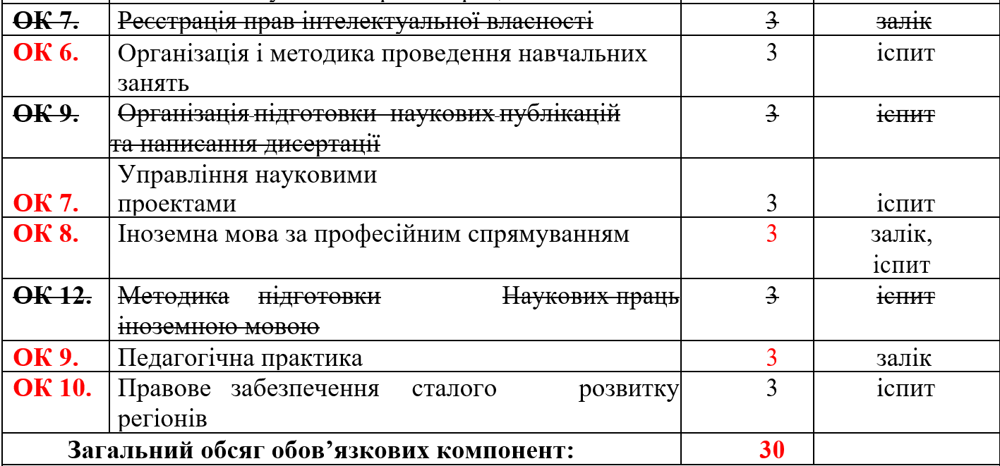 ОК 7. Реєстрація прав інтелектуальної власності 3 залік
ОК 6. Організація і методика проведення навчальних 3 іспит
занять
ОК 9. Організація підготовки наукових публікацій 3 іспит
та написання дисертації
Управління науковими
ОК 7. проектами 3 іспит
ОК 8. Іноземна мова за професійним спрямуванням 3 залік,
іспит
ОК 12. Методика підготовки Наукових праць 3 іспит
іноземною мовою
ОК 9. Педагогічна практика 3 залік
ОК 10. Правове забезпечення сталого розвитку 3 іспит
регіонів
Загальний обсяг обов’язкових компонент: 30